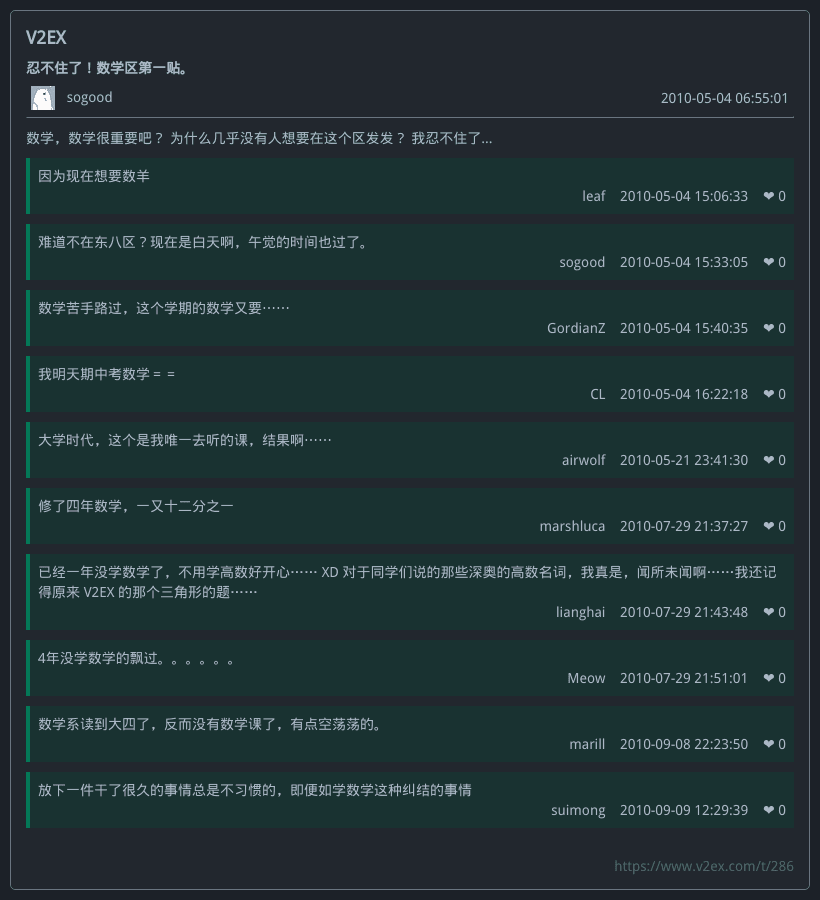 V2EX
忍不住了！数学区第一贴。
sogood 2010-05-04 06:55:01
数学，数学很重要吧？ 为什么几乎没有人想要在这个区发发？ 我忍不住了...
因为现在想要数羊
leaf 2010-05-04 15:06:33 ❤ 0
难道不在东八区？现在是白天啊，午觉的时间也过了。
sogood 2010-05-04 15:33:05 ❤ 0
数学苦手路过，这个学期的数学又要⋯⋯
GordianZ 2010-05-04 15:40:35 ❤ 0
我明天期中考数学 = =
CL 2010-05-04 16:22:18 ❤ 0
大学时代，这个是我唯一去听的课，结果啊⋯⋯
airwolf 2010-05-21 23:41:30 ❤ 0
修了四年数学，一又十二分之一
marshluca 2010-07-29 21:37:27 ❤ 0
已经一年没学数学了，不用学高数好开心⋯⋯ XD 对于同学们说的那些深奥的高数名词，我真是，闻所未闻啊⋯⋯我还记
得原来 V2EX 的那个三角形的题⋯⋯
lianghai 2010-07-29 21:43:48 ❤ 0
4年没学数学的飘过。。。。。。
Meow 2010-07-29 21:51:01 ❤ 0
数学系读到大四了，反而没有数学课了，有点空荡荡的。
marill 2010-09-08 22:23:50 ❤ 0
放下一件干了很久的事情总是不习惯的，即便如学数学这种纠结的事情
suimong 2010-09-09 12:29:39 ❤ 0
https://www.v2ex.com/t/286